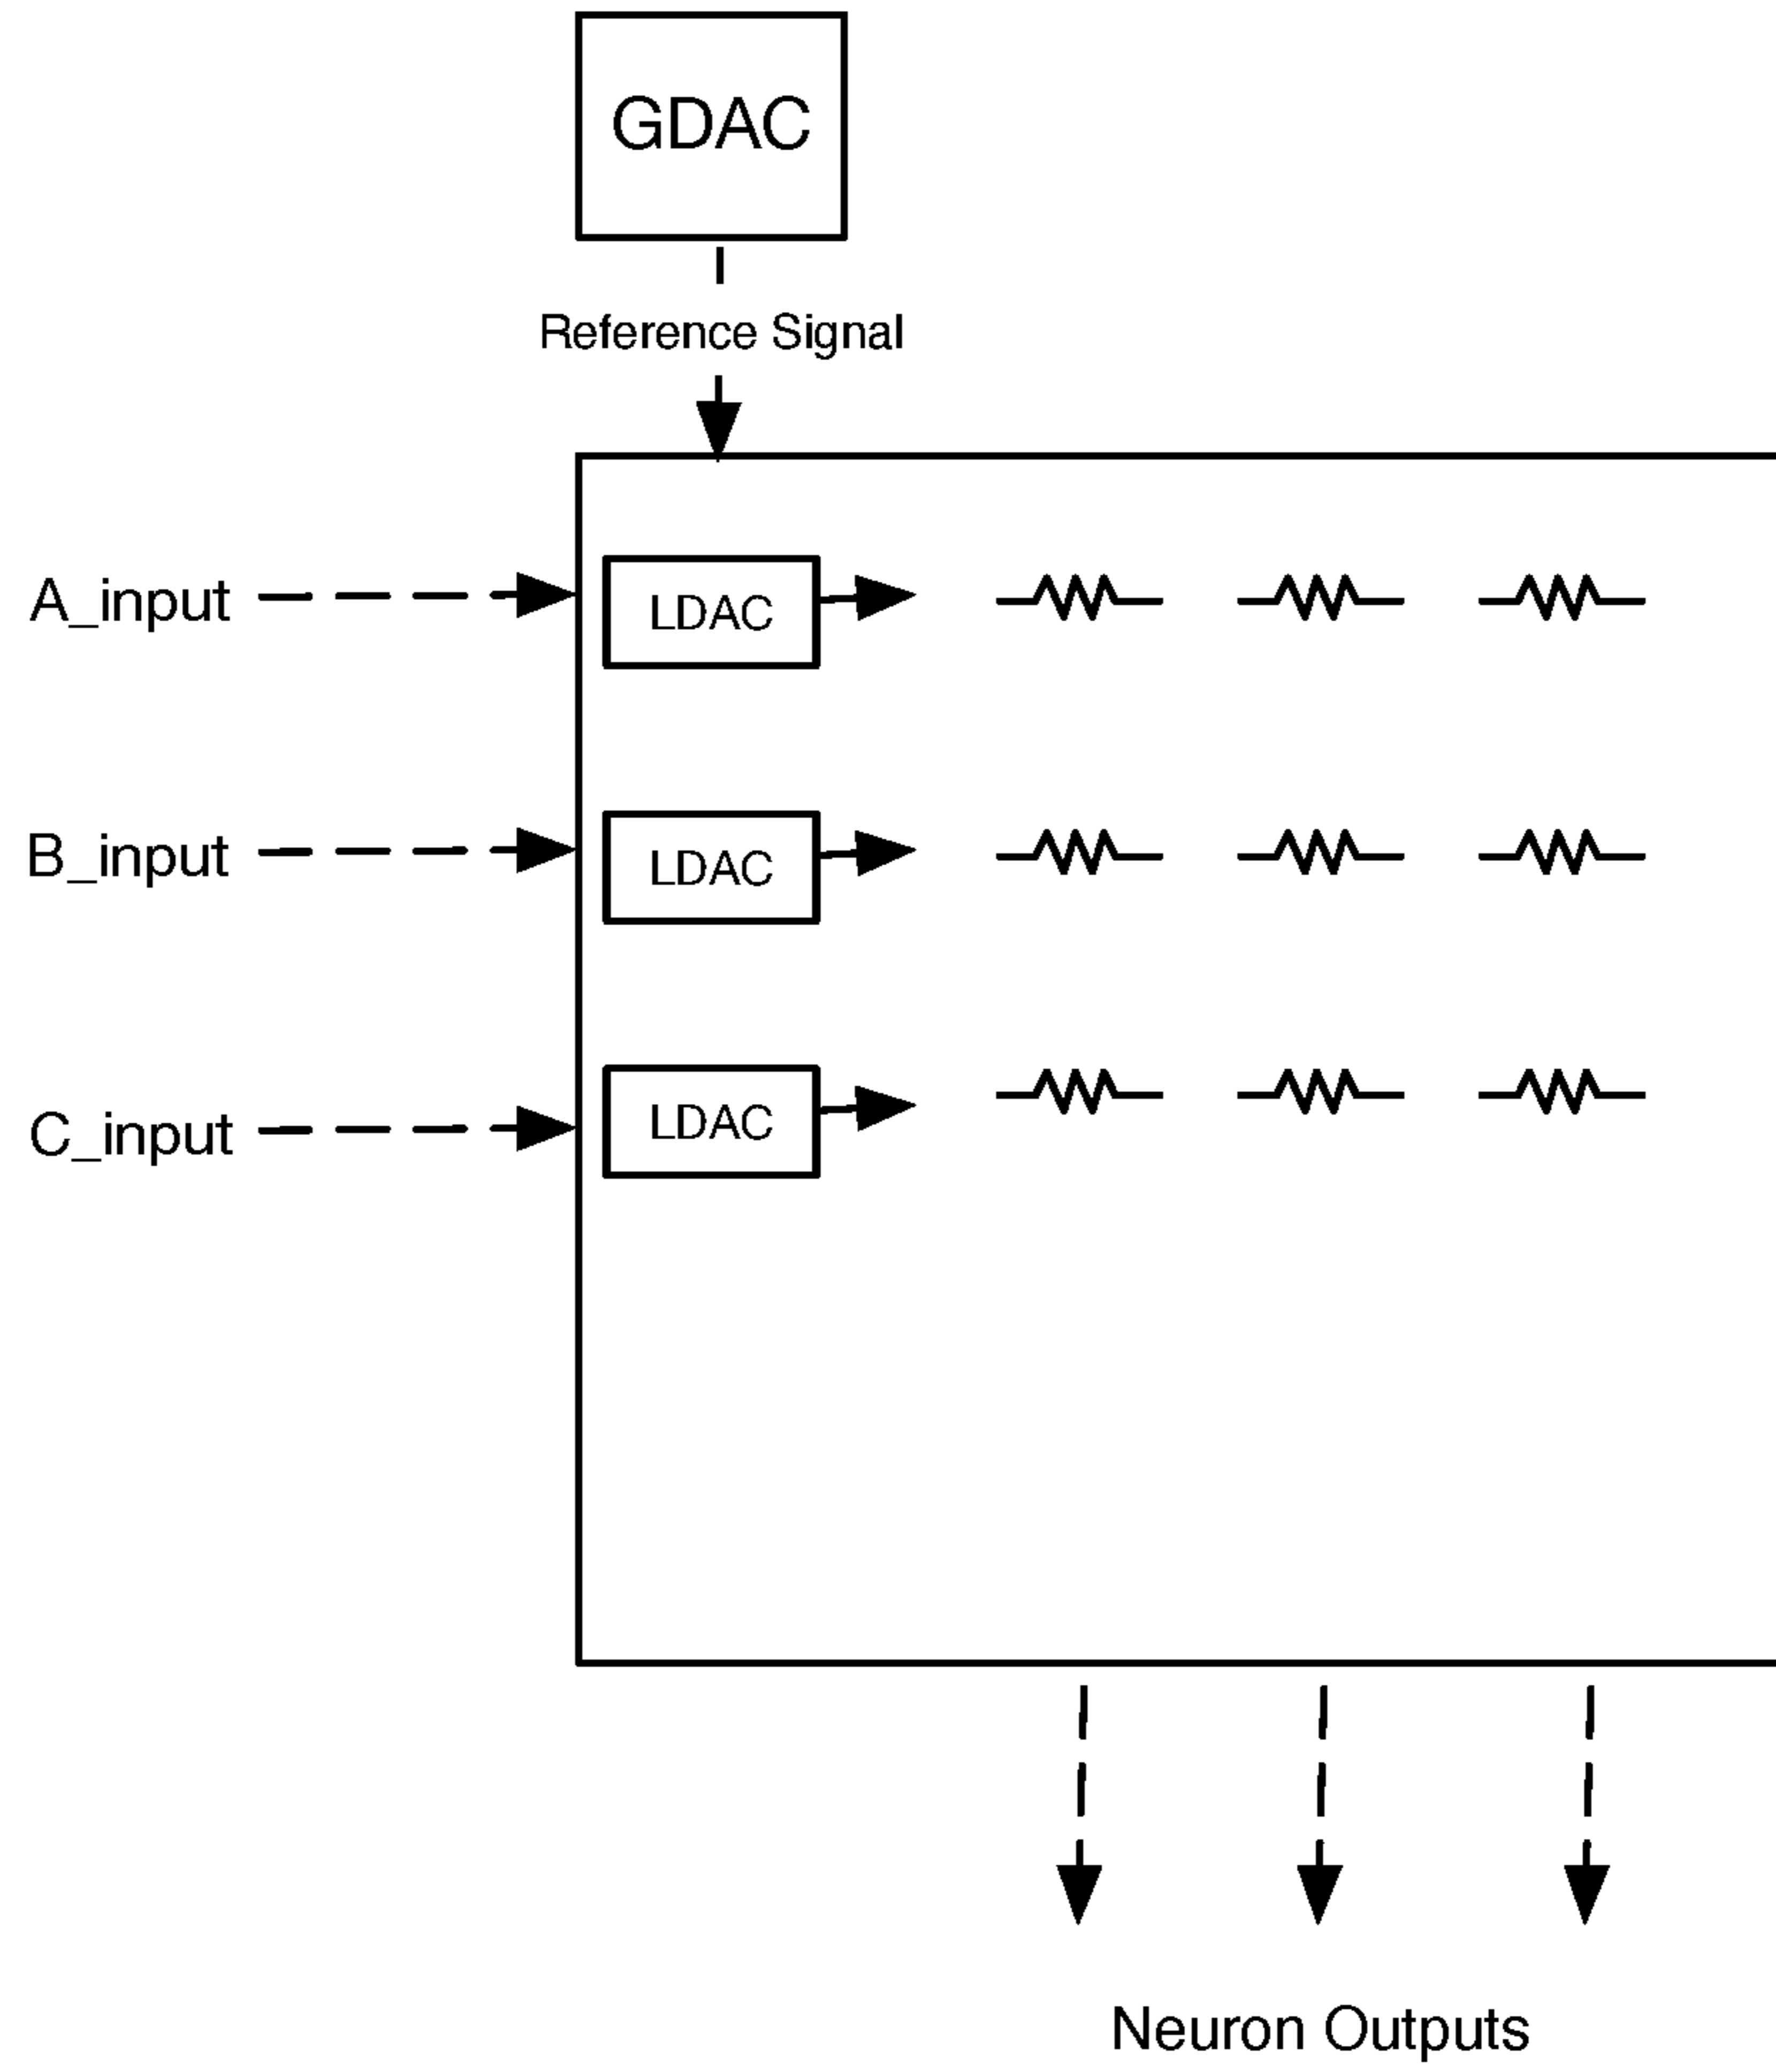 GDAC
Reference Signal
A_input
LDAC
B_input
LDAC
C_input
LDAC
Neuron Outputs